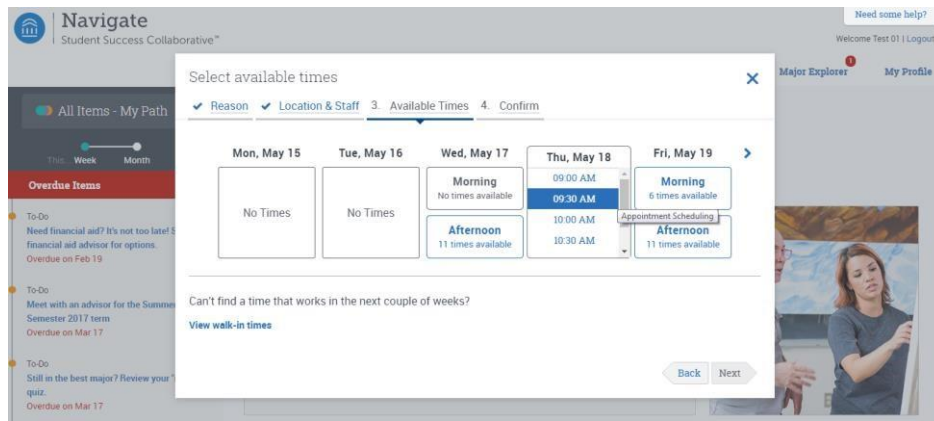 Navigate
Student Success Collaborative™
Need some help?
Welcome Test 01 | Logout
Major Explorer
My Profile
All Items - My Path
This
Week
Month
Overdue Items
To-Do
Need financial aid? It's not too late! S
financial aid advisor for options.
Overdue on Feb 19
To-Do
Meet with an advisor for the Summer
Semester 2017 term
Overdue on Mar 17
To-Do
Still in the best major? Review your
quiz.
Overdue on Mar 17
Select available times
Reason
Location & Staff
3. Available Times
4. Confirm
Mon, May 15
No Times
Tue, May 16
No Times
Wed, May 17
Morning
No times available
Afternoon
11 times available
Thu, May 18
09:00 AM
09:30 AM
10:00 AM
10:30 AM
Appointment Scheduling
Fri, May 19
Morning
6 times available
Afternoon
11 times available
Can't find a time that works in the next couple of weeks?
View walk-in times
Back
Next